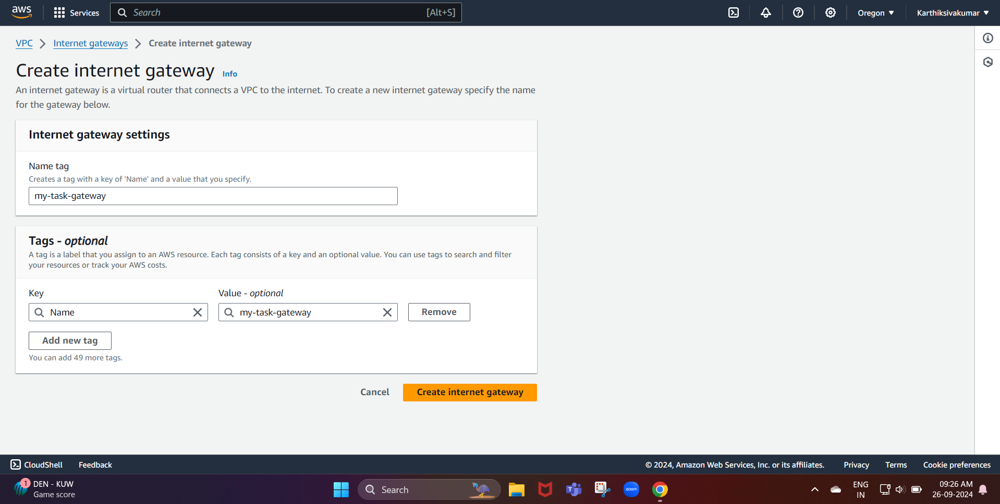 aws
Services
Search [Alt+S]
Oregon
Karthiksivakumar
VPC
Internet gateways
Create internet gateway
Create internet gateway Info
An internet gateway is a virtual router that connects a VPC to the internet. To create a new internet gateway specify the name
for the gateway below.
Internet gateway settings
Name tag
Creates a tag with a key of 'Name' and a value that you specify.
my-task-gateway
Tags - optional
A tag is a label that you assign to an AWS resource. Each tag consists of a key and an optional value. You can use tags to search and filter
your resources or track your AWS costs.
Key
Value - optional
Name
my-task-gateway
Remove
Add new tag
You can add 49 more tags.
Cancel
Create internet gateway
CloudShell
Feedback
© 2024, Amazon Web Services, Inc. or its affiliates.
Privacy
Terms
Cookie preferences
1
DEN - KUW
Game score
Search
T
zoom
ENG
IN
09:26 AM
26-09-2024